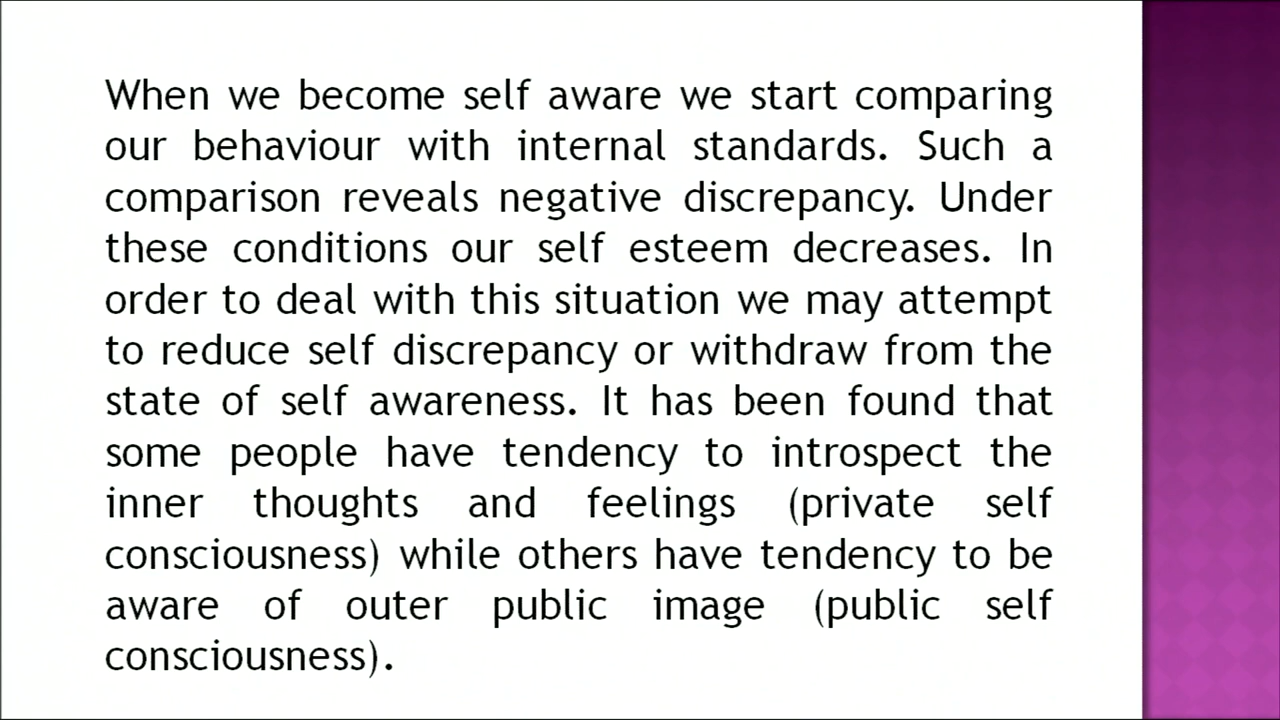 When we become self aware we start comparing
our behaviour with internal standards. Such a
comparison reveals negative discrepancy. Under
these conditions our self esteem decreases. In
order to deal with this situation we may attempt
to reduce self discrepancy or withdraw from the
state of self awareness. It has been found that
some people have tendency to introspect the
inner thoughts and feelings (private self
consciousness) while others have tendency to be
aware of outer public image (public self
consciousness).